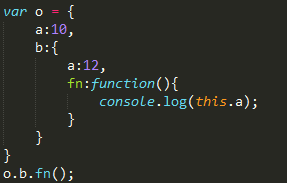 var o = {
    a:10,
    b:{
        a:12,
        fn:function(){
            console.log(this.a);
        }
    }
}
o.b.fn();